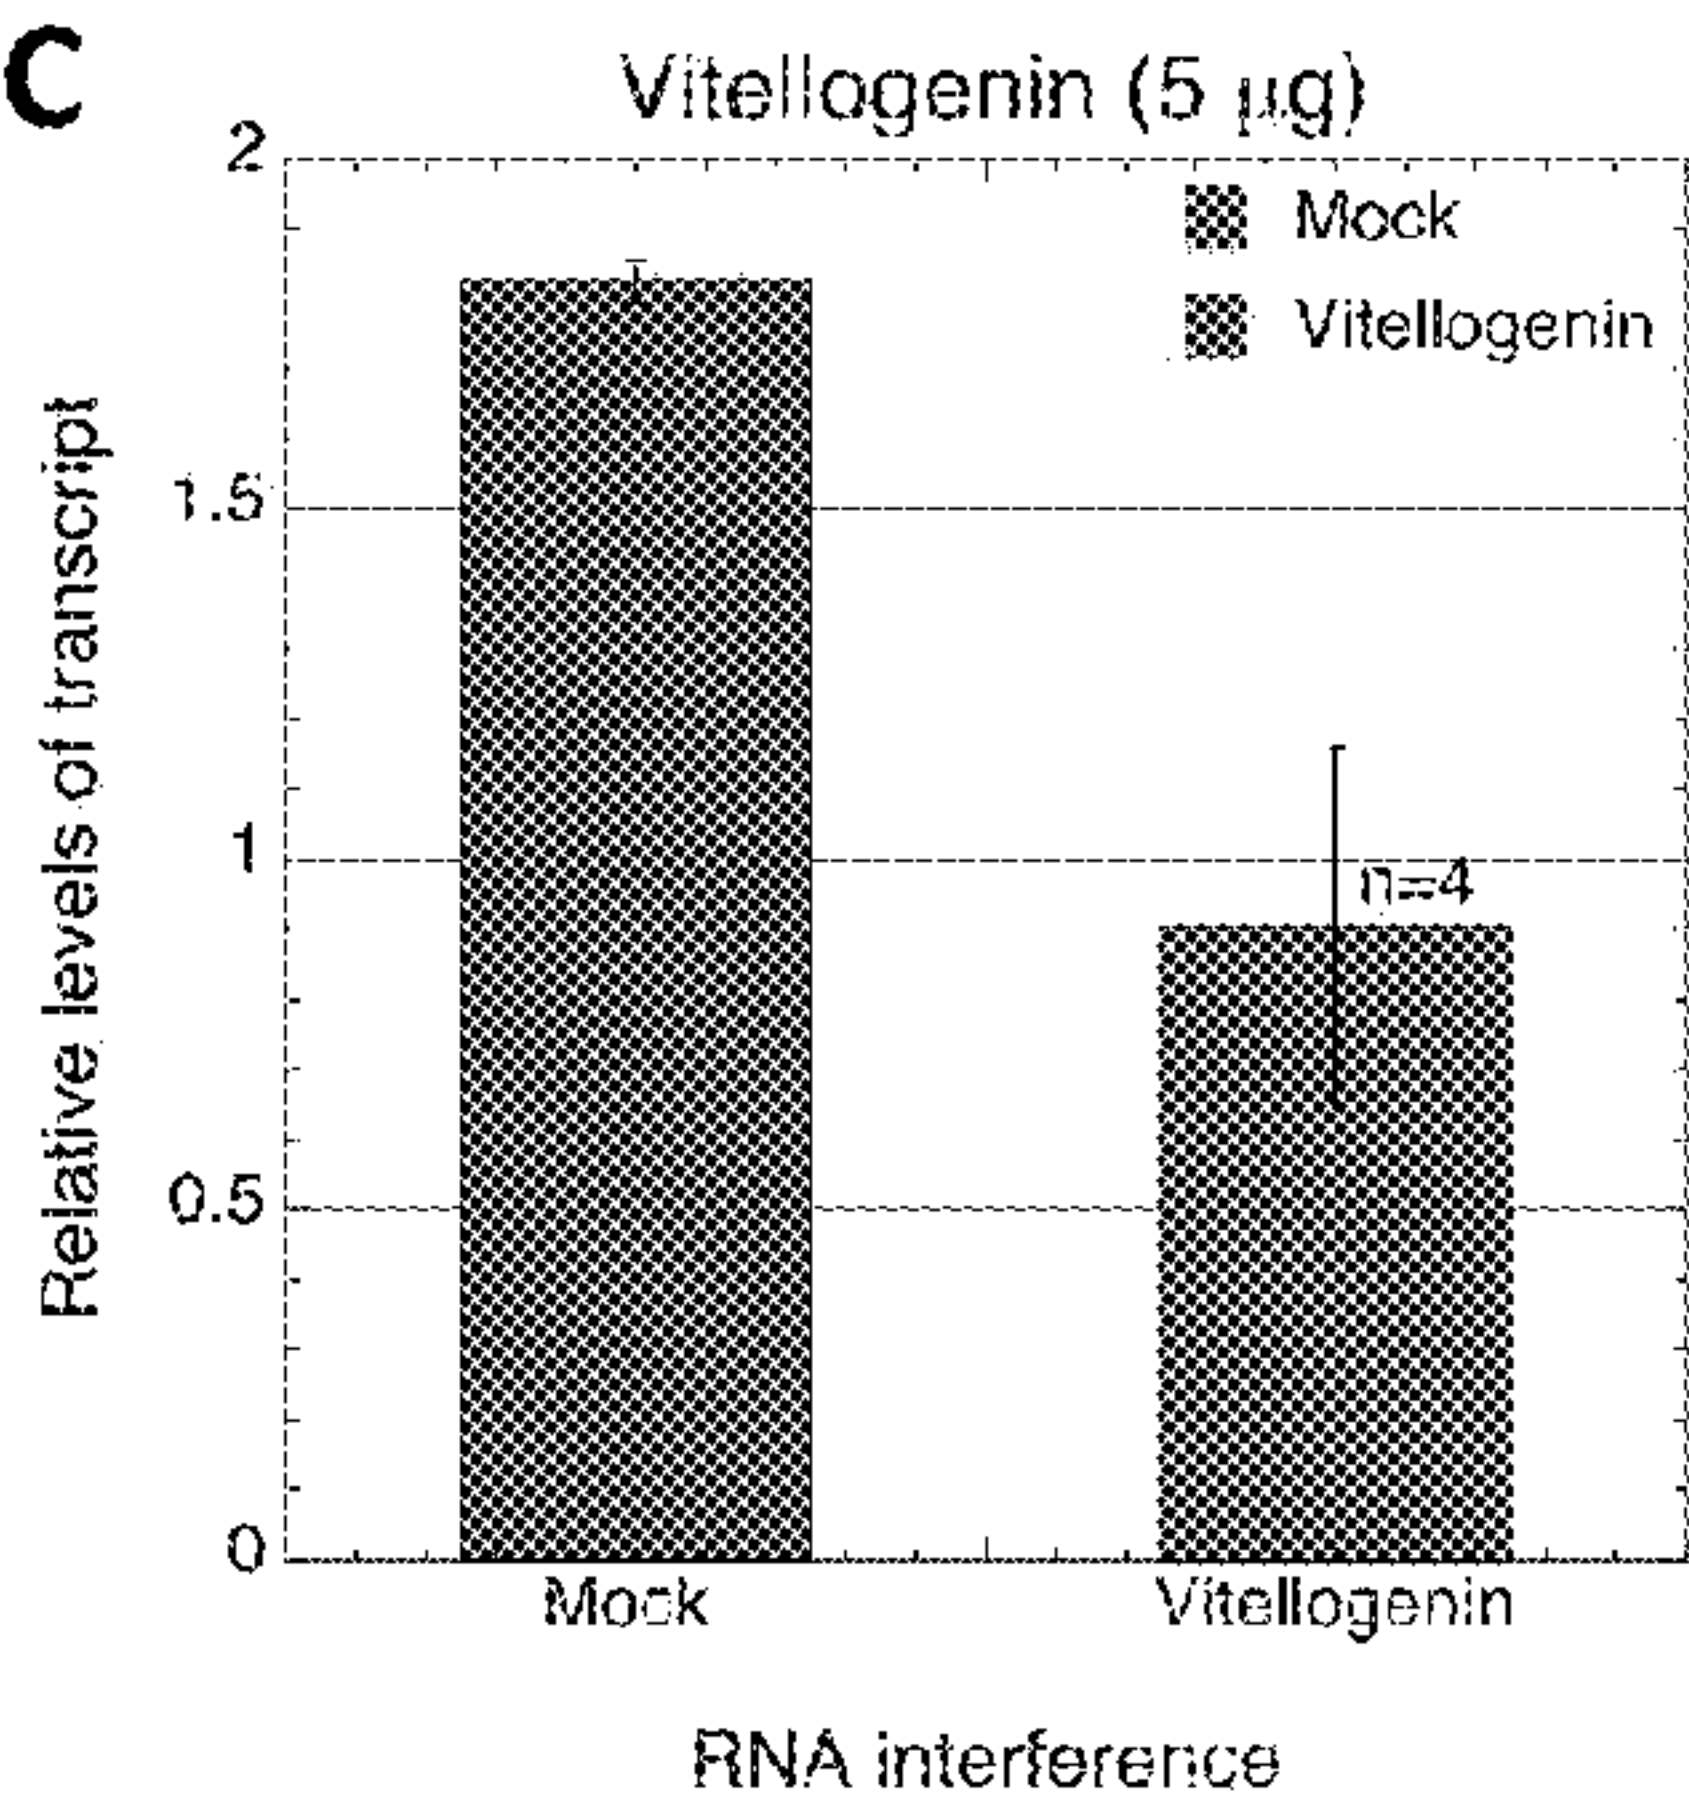 C
Vitellogenin (5 µg)
Mock
Vitellogenin
2
1.5
1
0.5
0
Relative levels of transcript
n=4
Mock
Vitellogenin
RNA interference